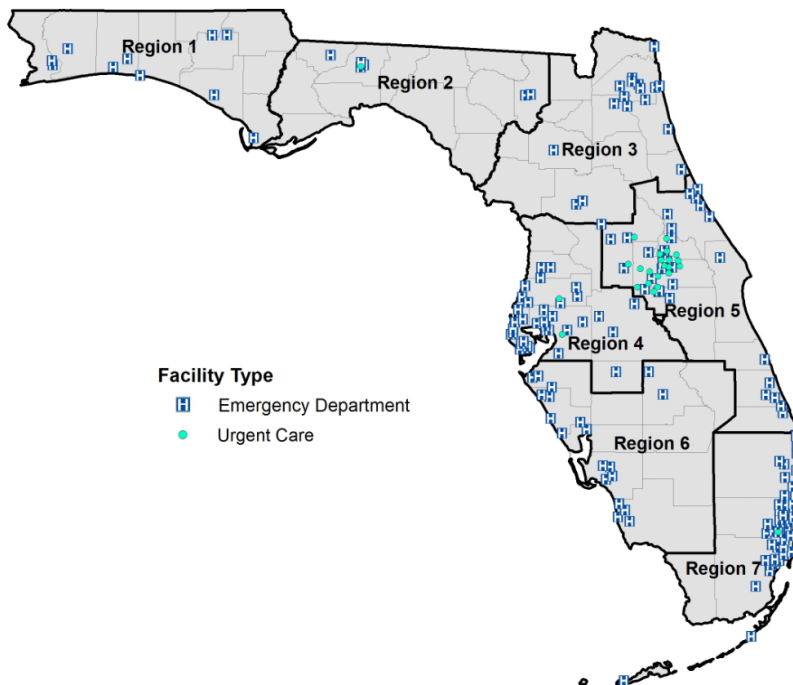 Region 1
Region 2
Region 3
Region 5
Region 4
Facility Type
H Emergency Department
Urgent Care
Region 6
Region 7